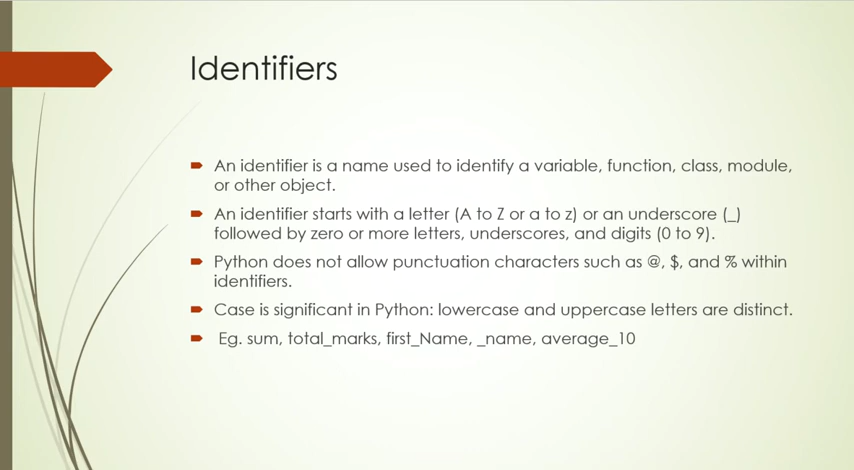 Identifiers
An identifier is a name used to identify a variable, function, class, module,
or other object.
An identifier starts with a letter (A to Z or a to z) or an underscore (_)
followed by zero or more letters, underscores, and digits (0 to 9).
Python does not allow punctuation characters such as @, $, and % within
identifiers.
Case is significant in Python: lowercase and uppercase letters are distinct.
Eg. sum, total_marks, first_Name, _name, average_10